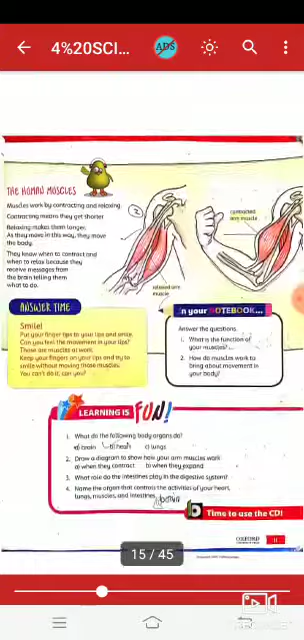 4%20SCI...
ADS
THE HUMAN MUSCLES
Muscles work by contracting and relaxing.
Contracting means they get shorter.
Relaxing makes them longer.
As they move in this way, they move
the body.
They know when to contract and
when to relax because they
receive messages from
the brain telling them
what to do.
2
relaxed arm
muscle
contracted
arm muscle
ANSWER TIME
Smile!
Put your finger tips to your lips and smile.
Can you feel the movement in your lips?
Those are muscles at work.
Keep your fingers on your lips and try to
smile without moving those muscles.
You can't do it, can you?
In your NOTEBOOK...
Answer the questions.
1. What is the function of
your muscles?
2. How do muscles work to
bring about movement in
your body?
LEARNING IS FUN!
1. What do the following body organs do?
a) brain b) heart c) lungs
2. Draw a diagram to show how your arm muscles work
a) when they contract b) when they expand
3. What role do the intestines play in the digestive system?
4. Name the organ that controls the activities of your heart,
lungs, muscles, and intestines.
Time to use the CD!
OXFORD
11
15 / 45